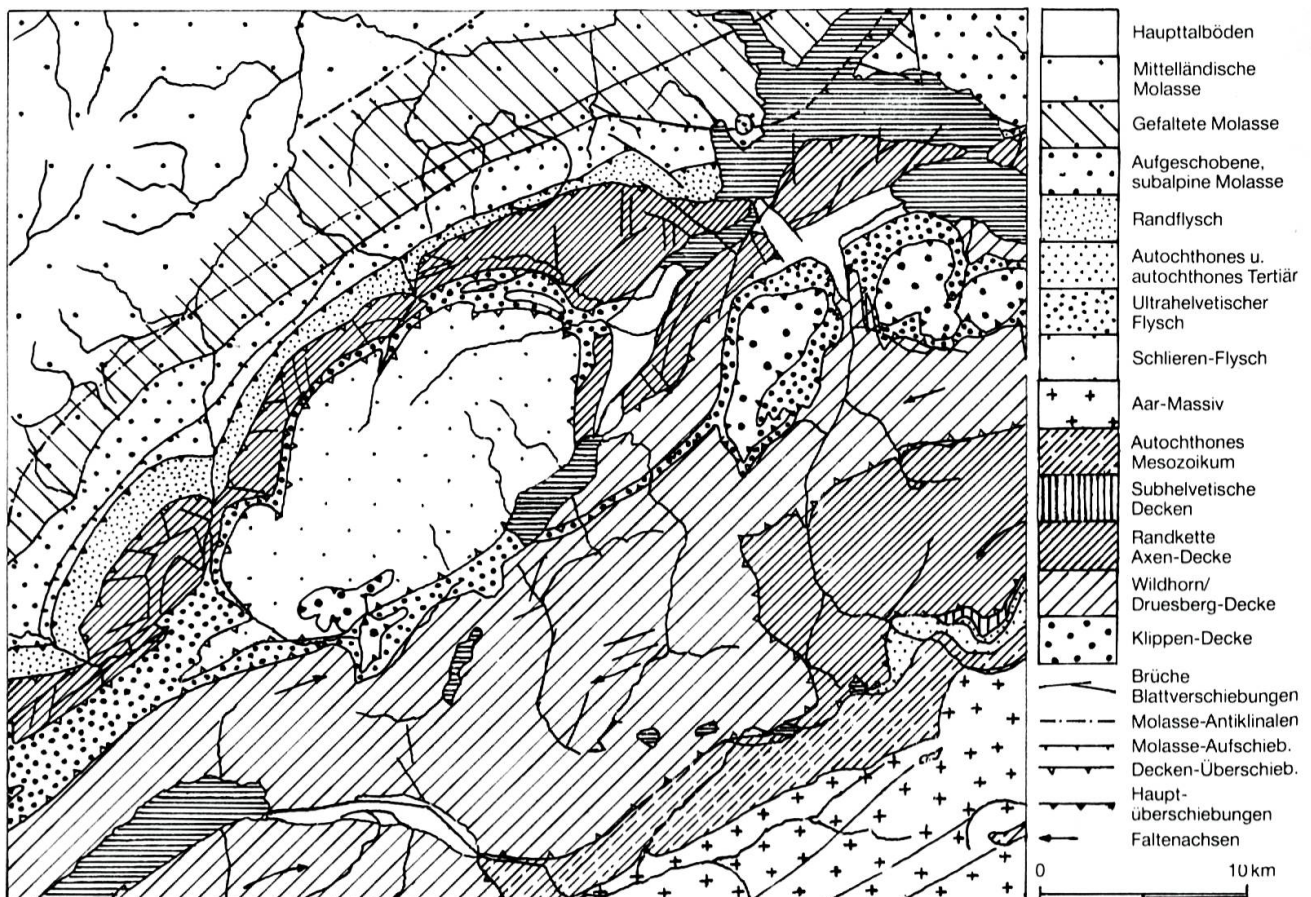 Haupttalböden
Mittelländische
Molasse
Gefaltete Molasse
Aufgeschobene,
subalpine Molasse
Randflysch
Autochthones u.
autochthones Tertiär
Ultrahelvetischer
Flysch
Schlieren-Flysch
Aar-Massiv
Autochthones
Mesozoikum
Subhelvetische
Decken
Randkette
Axen-Decke
Wildhorn/
Druesberg-Decke
Klippen-Decke
Brüche
Blattverschiebungen
Molasse-Antiklinalen
Molasse-Aufschieb.
Decken-Überschieb.
Haupt-
überschiebungen
Faltenachsen
0 10 km